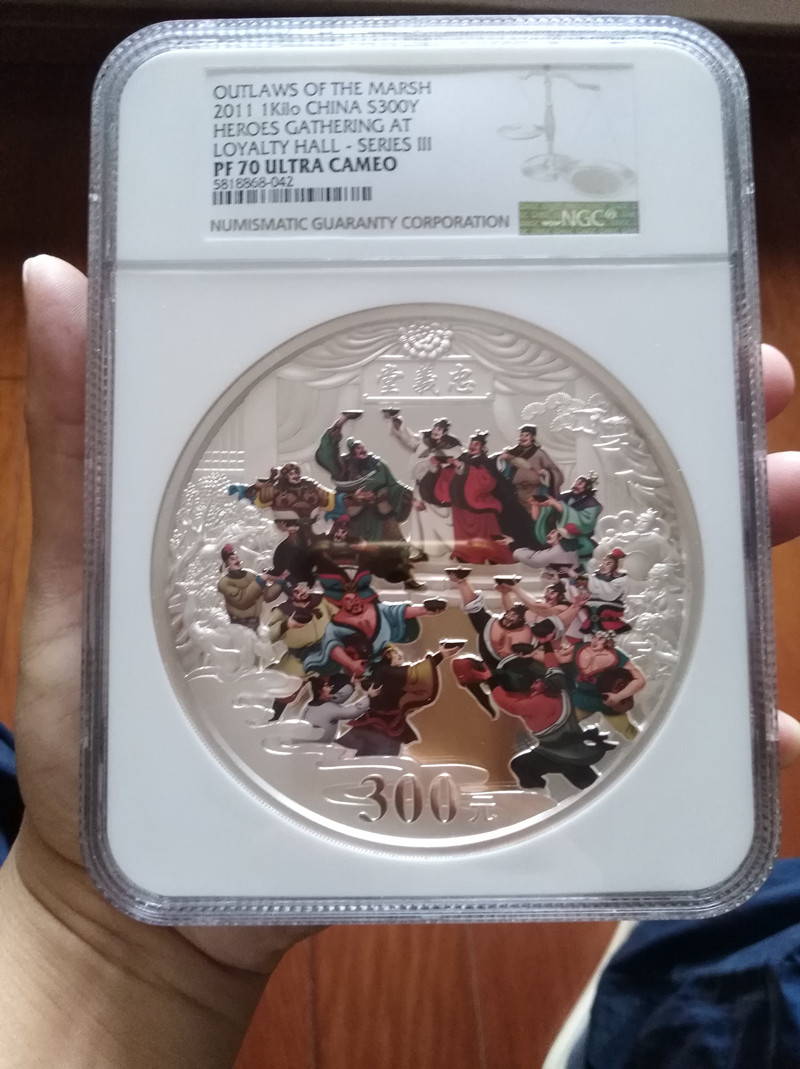 OUTLAWS OF THE MARSH
2011 1Kilo CHINA S300Y
HEROES GATHERING AT
LOYALTY HALL - SERIES III
PF 70 ULTRA CAMEO
5818868-042
NUMISMATIC GUARANTY CORPORATION
NGC
堂義忠
300元